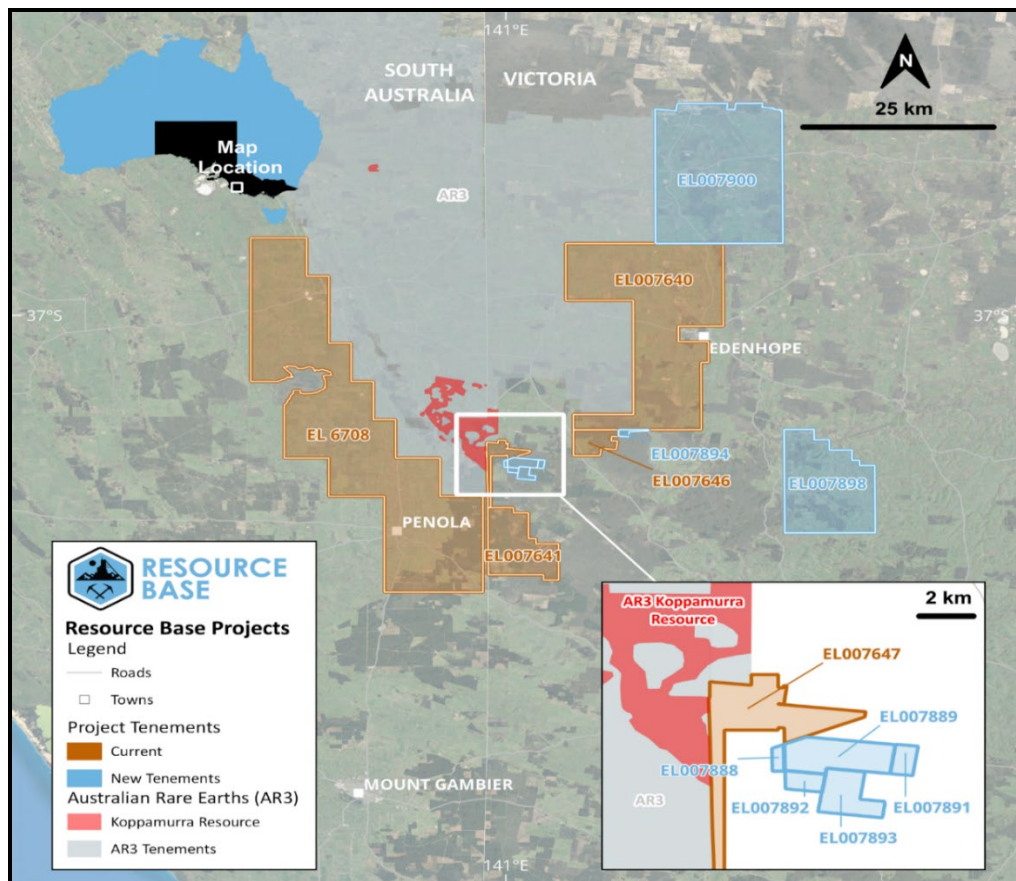 141°E
SOUTH
AUSTRALIA
VICTORIA
N
25 km
Map
Location
AR3
EL007900
EL007640
37°S
37°S
EDENHOPE
EL 6708
EL007894
EL007646
EL007898
PENOLA
EL007641
RESOURCE
BASE
Resource Base Projects
Legend
Roads
Towns
Project Tenements
Current
New Tenements
Australian Rare Earths (AR3)
Koppamurra Resource
AR3 Tenements
MOUNT GAMBIER
141°E
AR3 Koppamurra
Resource
2 km
EL007647
EL007889
EL007888
AR3
EL007892
EL007891
EL007893